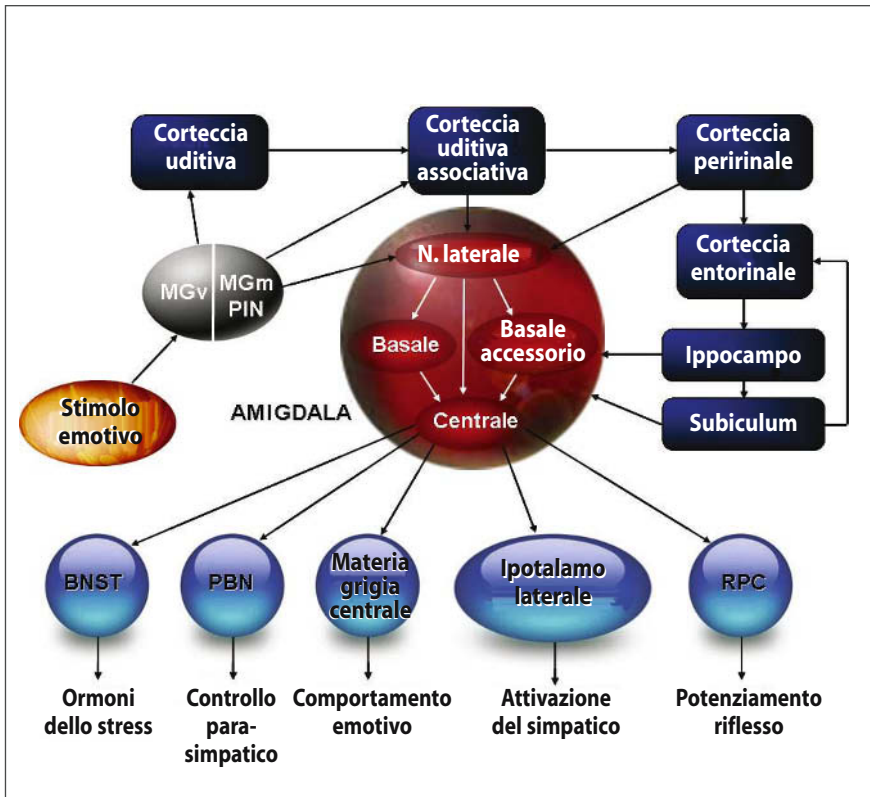 Corteccia
uditiva
Corteccia
uditiva
associativa
Corteccia
peririnale
N. laterale
Corteccia
entorinale
MGv
MGm
PIN
Basale
Basale
accessorio
Ippocampo
Stimolo
emotivo
AMIGDALA
Centrale
Subiculum
BNST
PBN
Materia
grigia
centrale
Ipotalamo
laterale
RPC
Ormoni
dello stress
Controllo
para-
simpatico
Comportamento
emotivo
Attivazione
del simpatico
Potenziamento
riflesso